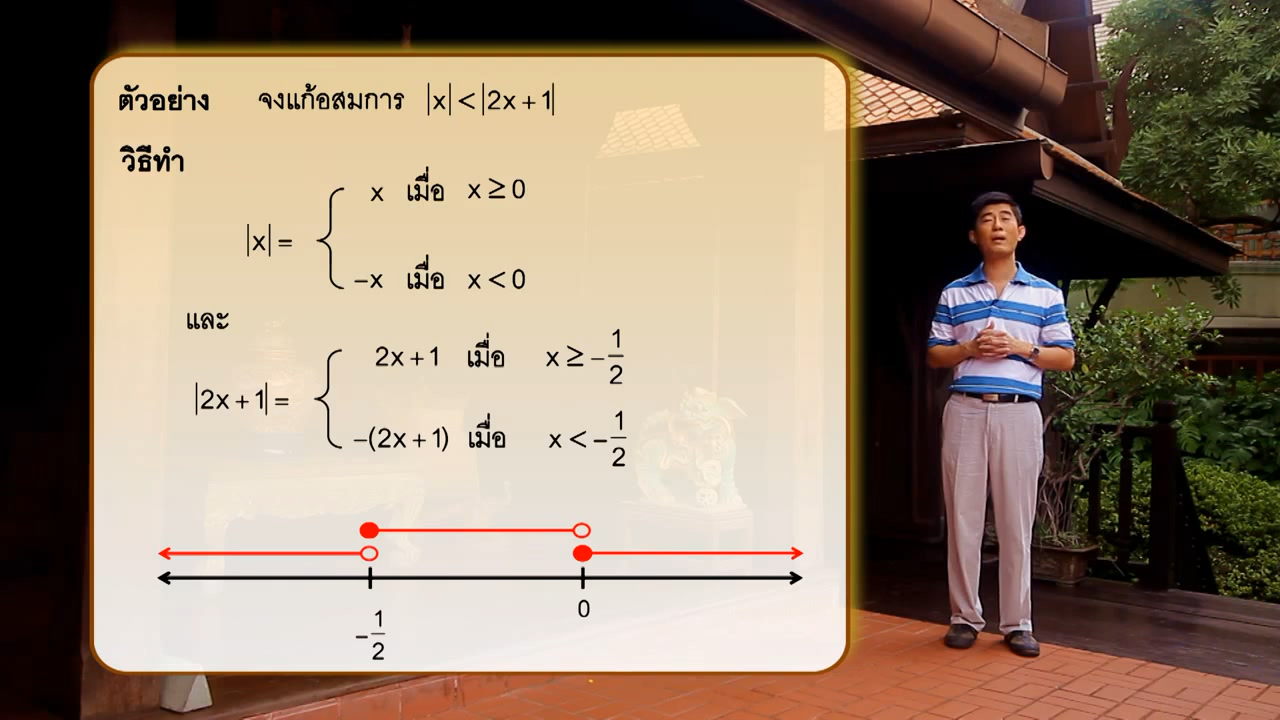 ตัวอย่าง จงแก้อสมการ |x| < |2x + 1|
วิธีทำ
x เมื่อ x ≥ 0
|x| =
−x เมื่อ x < 0
และ
2x + 1 เมื่อ x ≥ −1/2
|2x + 1| =
−(2x + 1) เมื่อ x < −1/2
−1/2 0